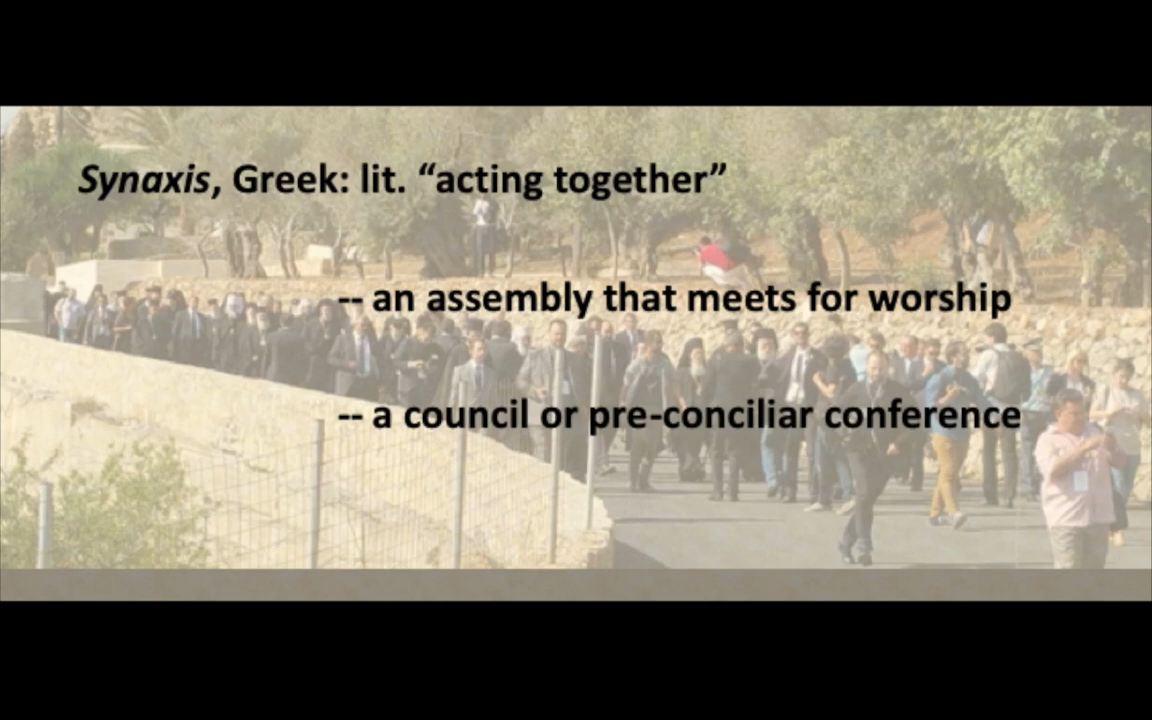 Synaxis, Greek: lit. “acting together”
-- an assembly that meets for worship
-- a council or pre-conciliar conference